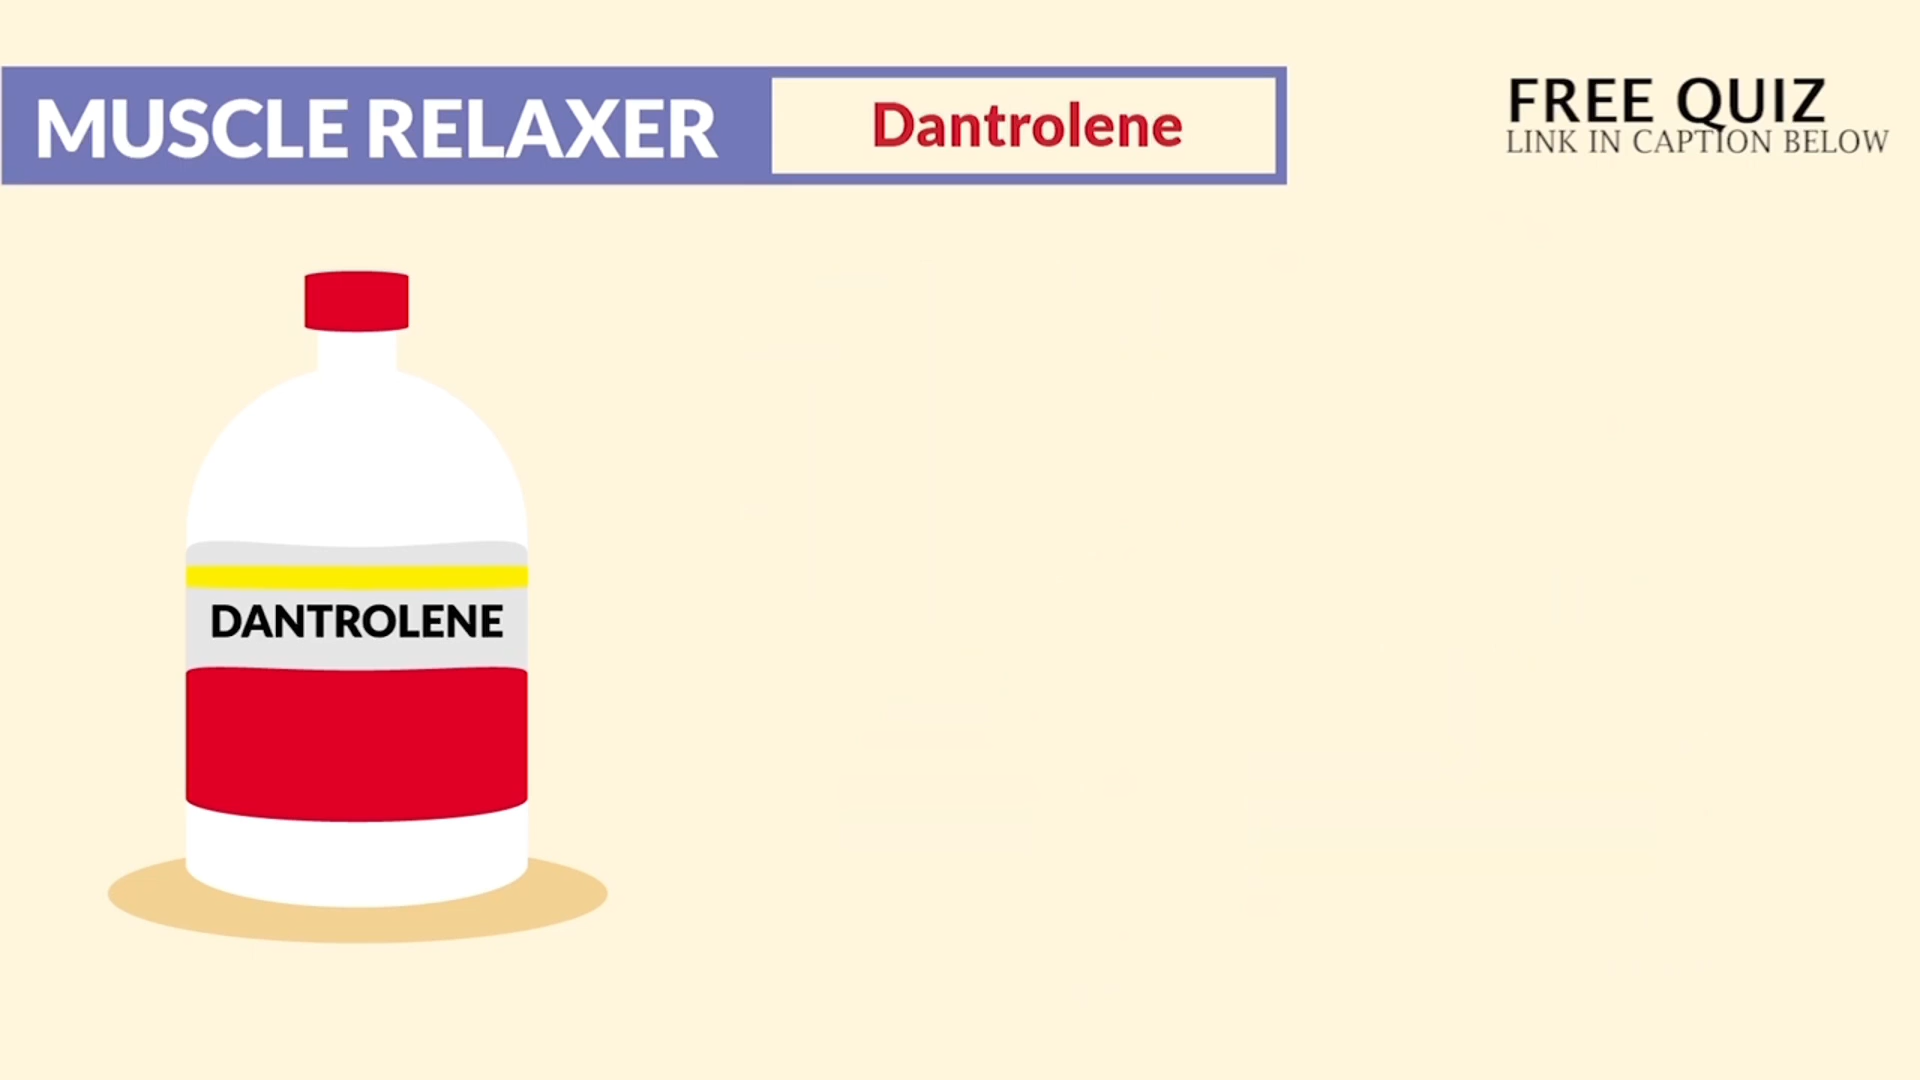 MUSCLE RELAXER
Dantrolene
FREE QUIZ
LINK IN CAPTION BELOW
DANTROLENE